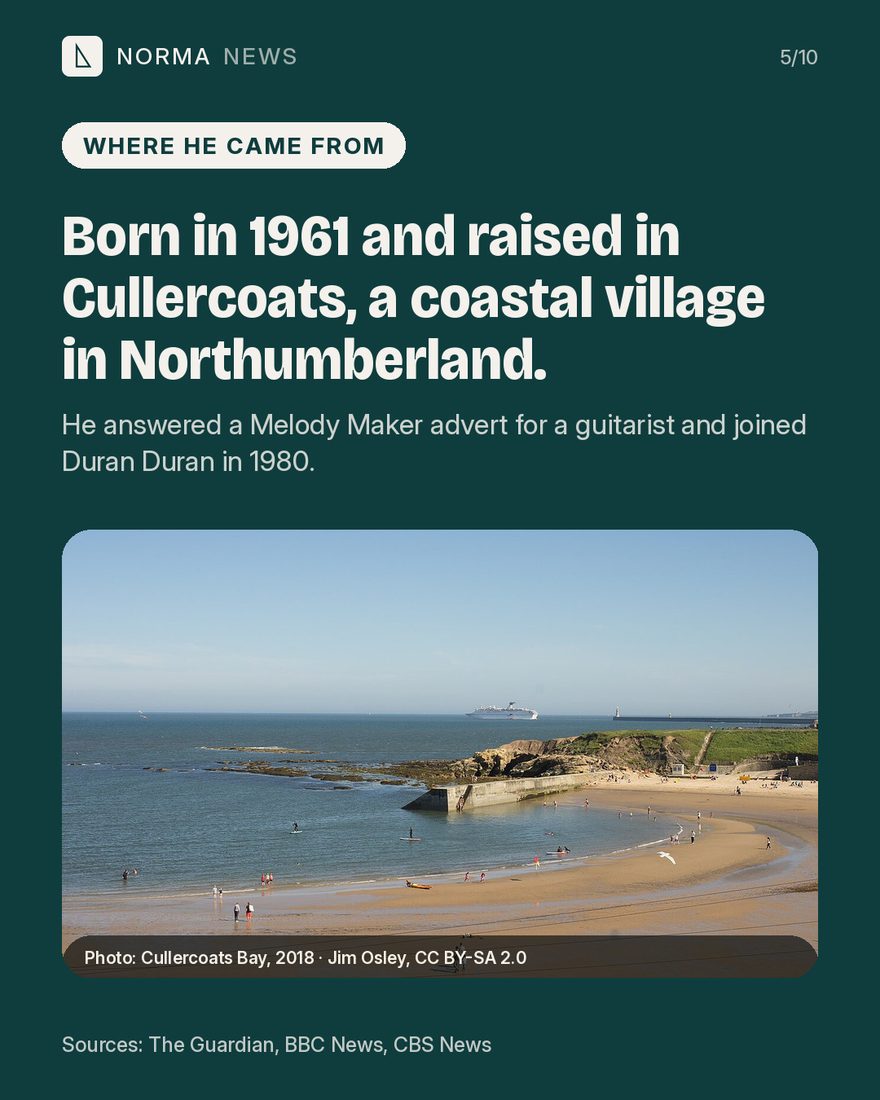 NORMA NEWS
5/10
WHERE HE CAME FROM
Born in 1961 and raised in
Cullercoats, a coastal village
in Northumberland.
He answered a Melody Maker advert for a guitarist and joined
Duran Duran in 1980.
Photo: Cullercoats Bay, 2018 · Jim Osley, CC BY-SA 2.0
Sources: The Guardian, BBC News, CBS News